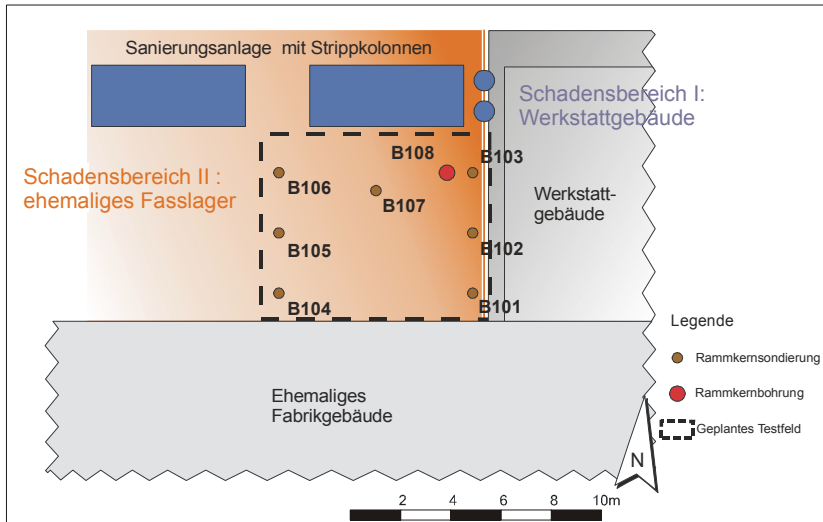 Sanierungsanlage mit Strippkolonnen
Schadensbereich I:
Werkstattgebäude
B108
B103
Schadensbereich II :
ehemaliges Fasslager
B106
B107
Werkstatt-
gebäude
B105
B102
B104
B101
Legende
Rammkernsondierung
Ehemaliges
Fabrikgebäude
Rammkernbohrung
Geplantes Testfeld
N
2 4 6 8 10m